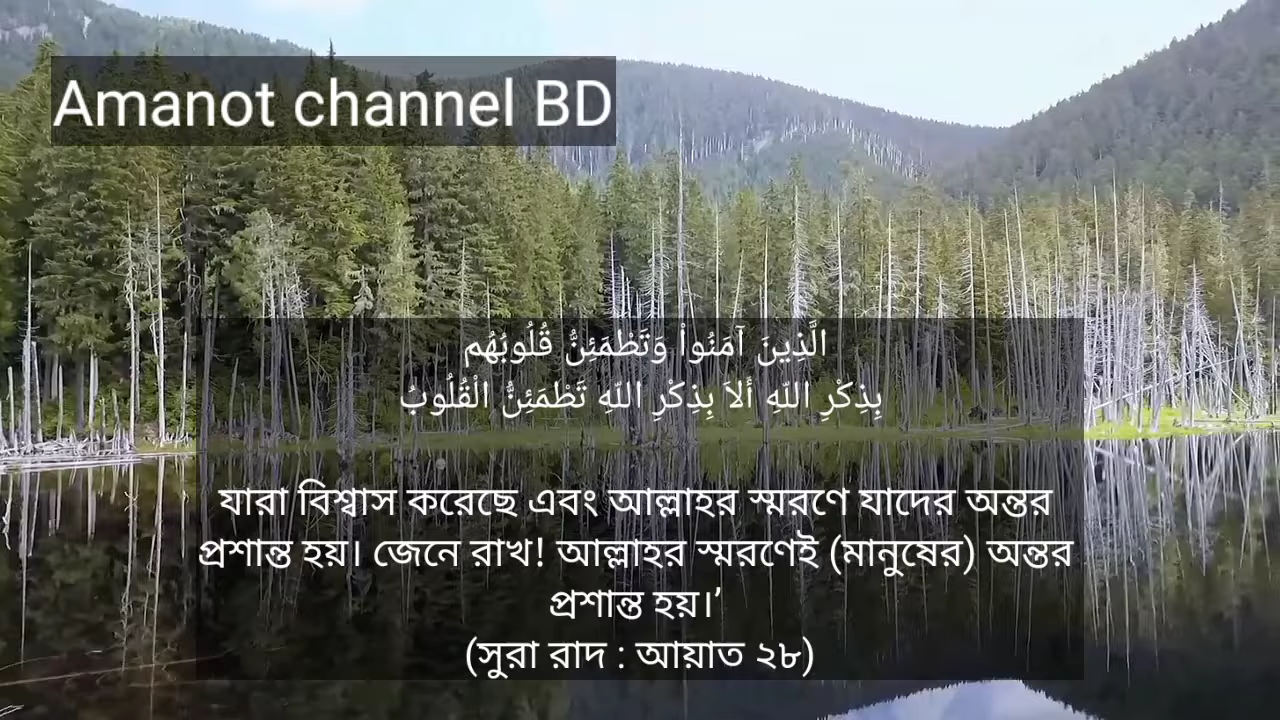 Amanot channel BD
الَّذِينَ آمَنُواْ وَتَطْمَئِنُّ قُلُوبُهُم
بِذِكْرِ اللّهِ أَلاَ بِذِكْرِ اللّهِ تَطْمَئِنُّ الْقُلُوبُ
যারা বিশ্বাস করেছে এবং আল্লাহর স্মরণে যাদের অন্তর
প্রশান্ত হয়। জেনে রাখ! আল্লাহর স্মরণেই (মানুষের) অন্তর
প্রশান্ত হয়।’
(সুরা রাদ : আয়াত ২৮)